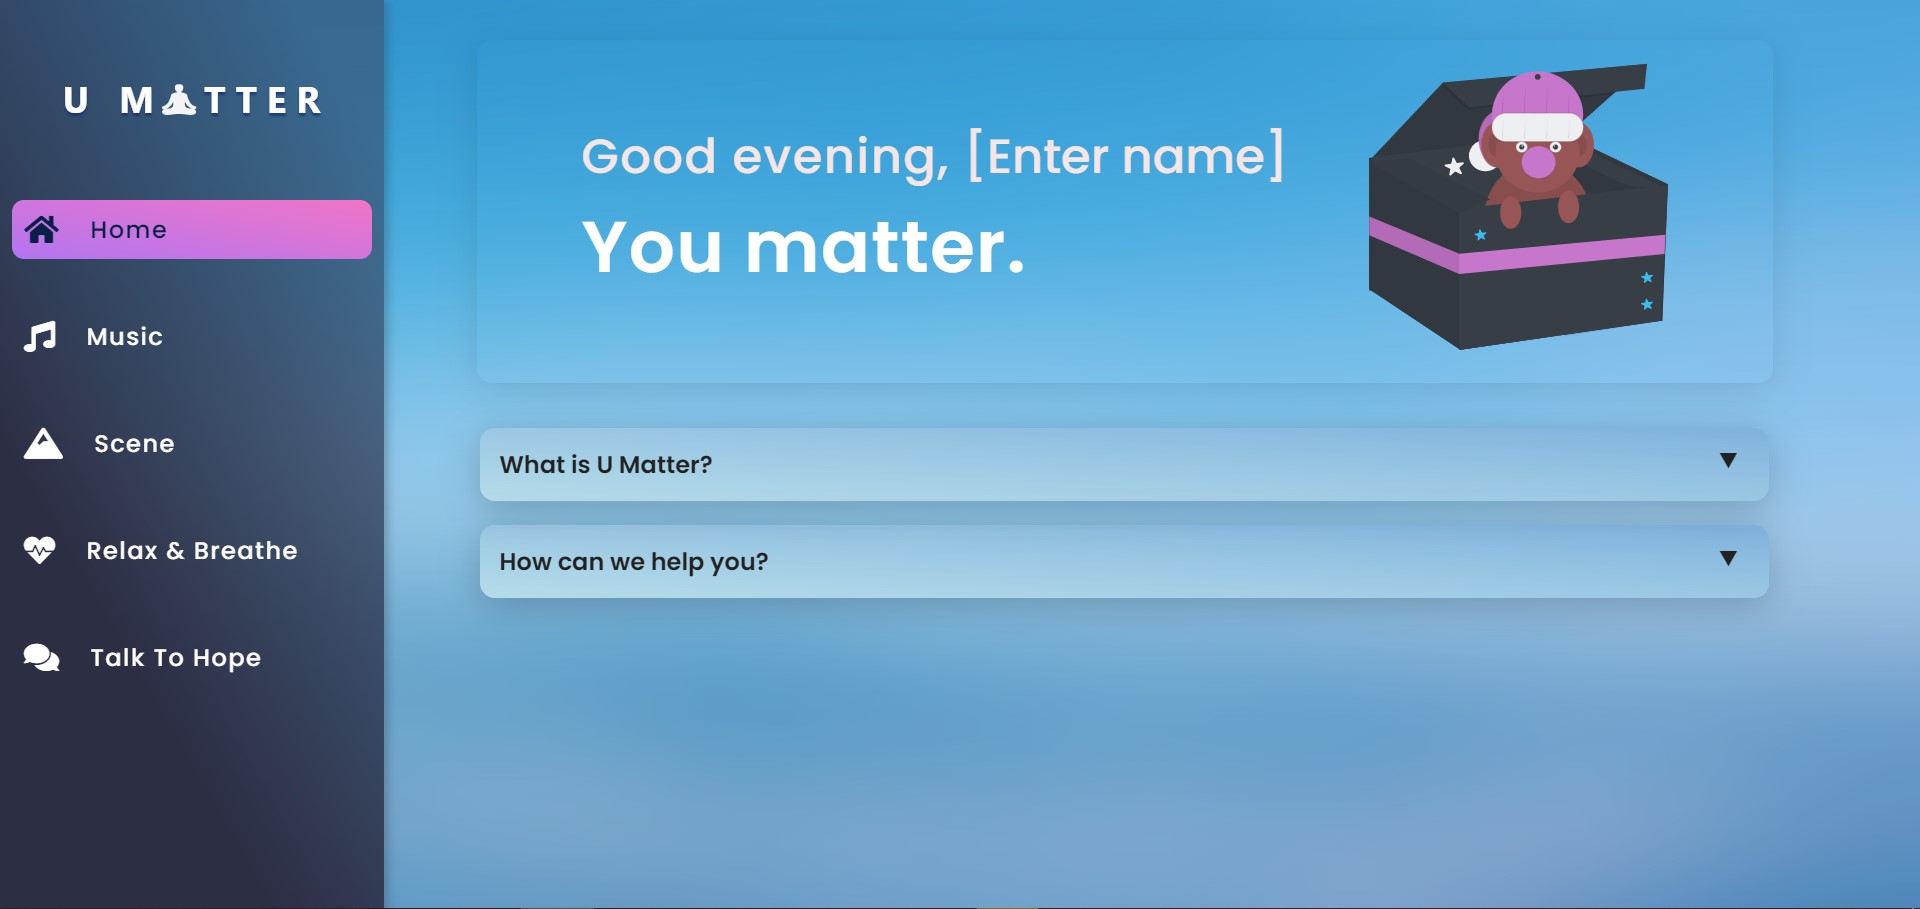 U MATTER
Home
Music
Scene
Relax & Breathe
Talk To Hope
Good evening, [Enter name]
You matter.
What is U Matter?
How can we help you?